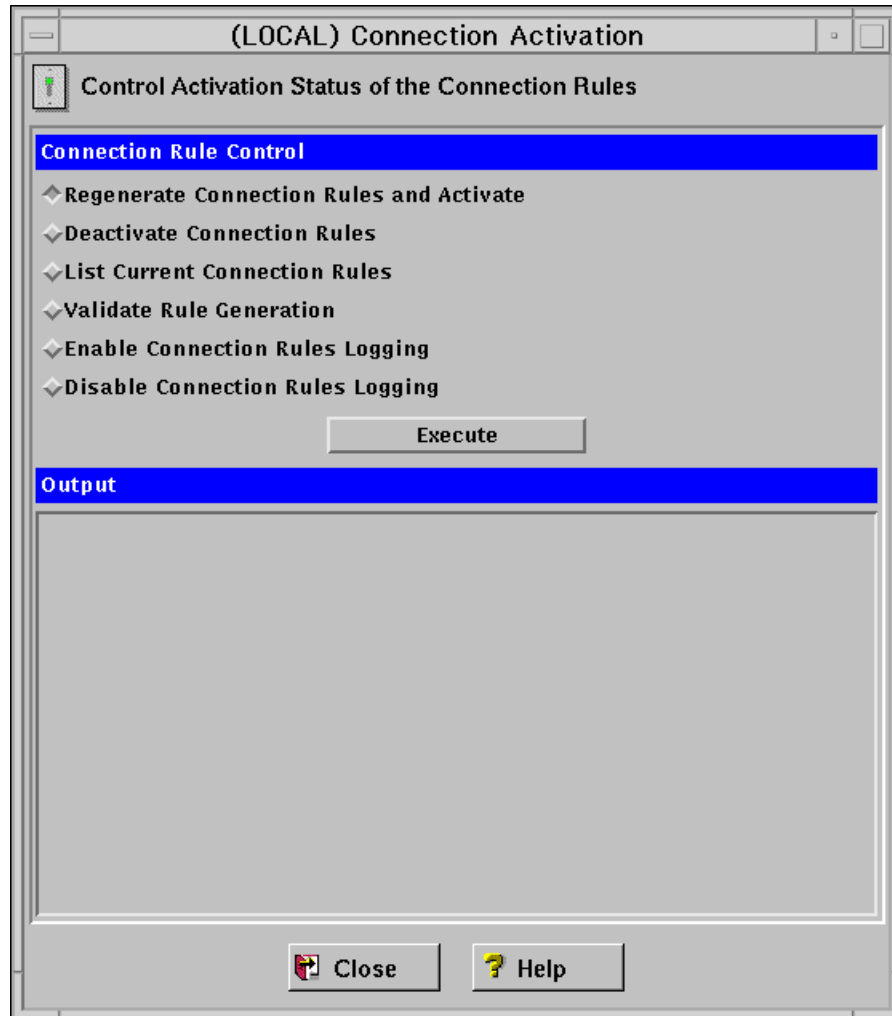 (LOCAL) Connection Activation
Control Activation Status of the Connection Rules
Connection Rule Control
Regenerate Connection Rules and Activate
Deactivate Connection Rules
List Current Connection Rules
Validate Rule Generation
Enable Connection Rules Logging
Disable Connection Rules Logging
Execute
Output
Close
Help